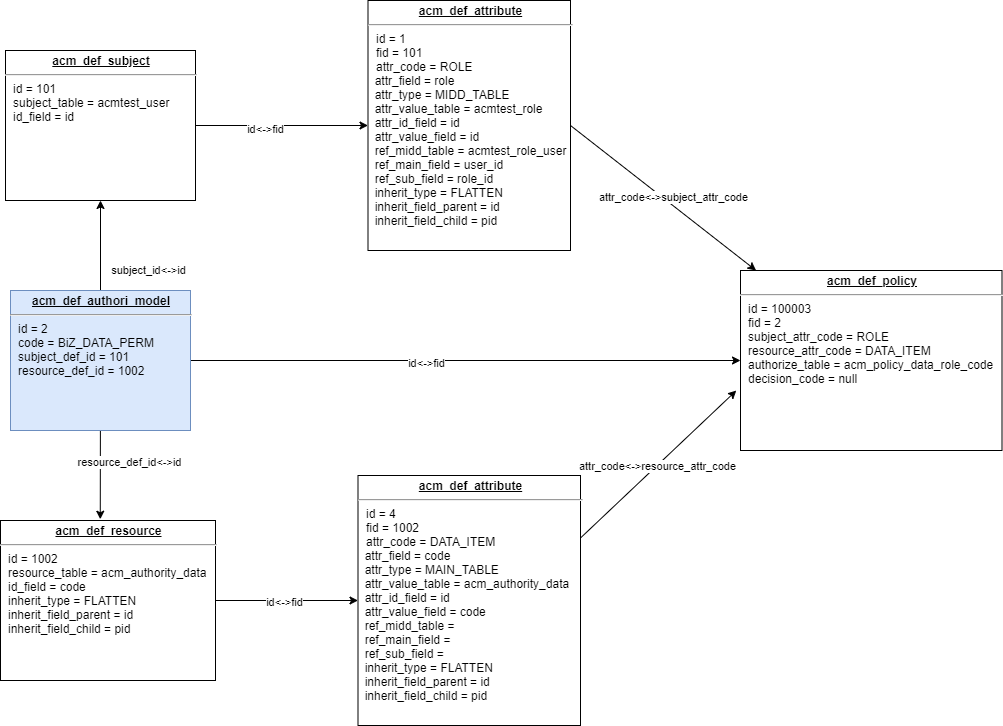 acm_def_attribute
id = 1
fid = 101
attr_code = ROLE
attr_field = role
attr_type = MIDD_TABLE
attr_value_table = acmtest_role
attr_id_field = id
attr_value_field = id
ref_midd_table = acmtest_role_user
ref_main_field = user_id
ref_sub_field = role_id
inherit_type = FLATTEN
inherit_field_parent = id
inherit_field_child = pid
acm_def_subject
id = 101
subject_table = acmtest_user
id_field = id
id<->fid
attr_code<->subject_attr_code
subject_id<->id
acm_def_authori_model
id = 2
code = BiZ_DATA_PERM
subject_def_id = 101
resource_def_id = 1002
id<->fid
acm_def_policy
id = 100003
fid = 2
subject_attr_code = ROLE
resource_attr_code = DATA_ITEM
authorize_table = acm_policy_data_role_code
decision_code = null
resource_def_id<->id
attr_code<->resource_attr_code
acm_def_resource
id = 1002
resource_table = acm_authority_data
id_field = code
inherit_type = FLATTEN
inherit_field_parent = id
inherit_field_child = pid
id<->fid
acm_def_attribute
id = 4
fid = 1002
attr_code = DATA_ITEM
attr_field = code
attr_type = MAIN_TABLE
attr_value_table = acm_authority_data
attr_id_field = id
attr_value_field = code
ref_midd_table =
ref_main_field =
ref_sub_field =
inherit_type = FLATTEN
inherit_field_parent = id
inherit_field_child = pid